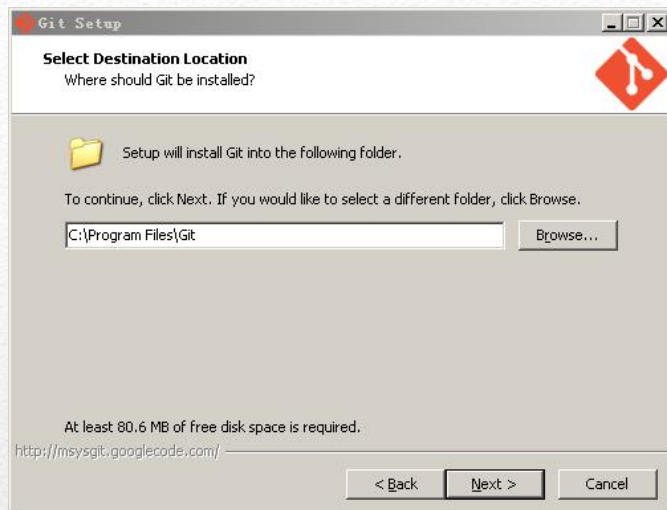 Git Setup
Select Destination Location
Where should Git be installed?
Setup will install Git into the following folder.
To continue, click Next. If you would like to select a different folder, click Browse.
C:\Program Files\Git
Browse...
At least 80.6 MB of free disk space is required.
http://msysgit.googlecode.com/
< Back Next > Cancel